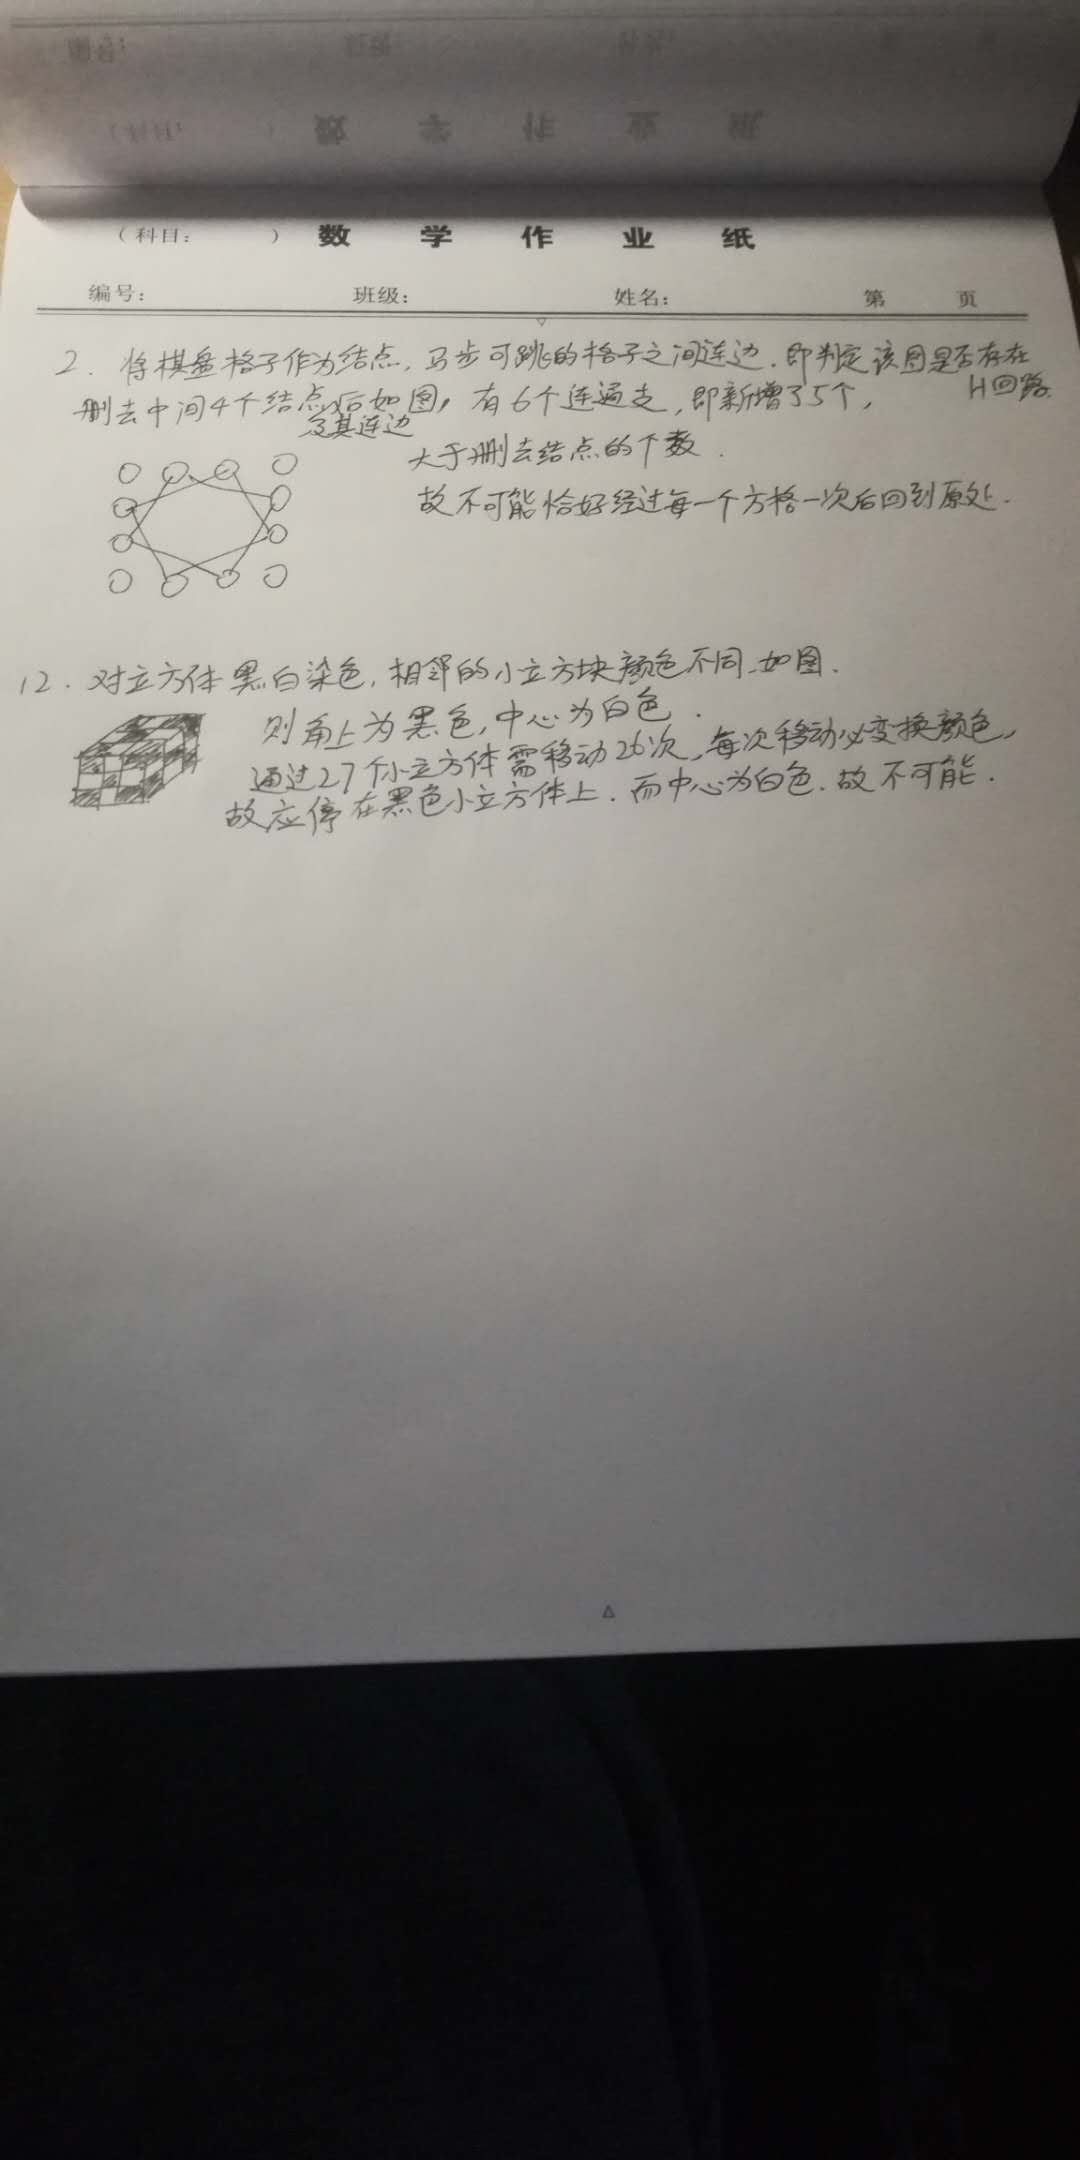 (科目: ) 数学作业纸
编号: 班级: 姓名: 第 页
2. 将棋盘格子作为结点, 马步可跳的格子之间连边. 即判定该图是否存在H回路.
删去中间4个结点及其连边后如图, 有6个连通支, 即新增了5个,
大于删去结点的个数.
故不可能恰好经过每一个方格一次后回到原处.
12. 对立方体黑白染色, 相邻的小立方块颜色不同. 如图.
则角上为黑色, 中心为白色.
通过27个小立方体需移动26次, 每次移动必变换颜色,
故应停在黑色小立方体上. 而中心为白色. 故不可能.